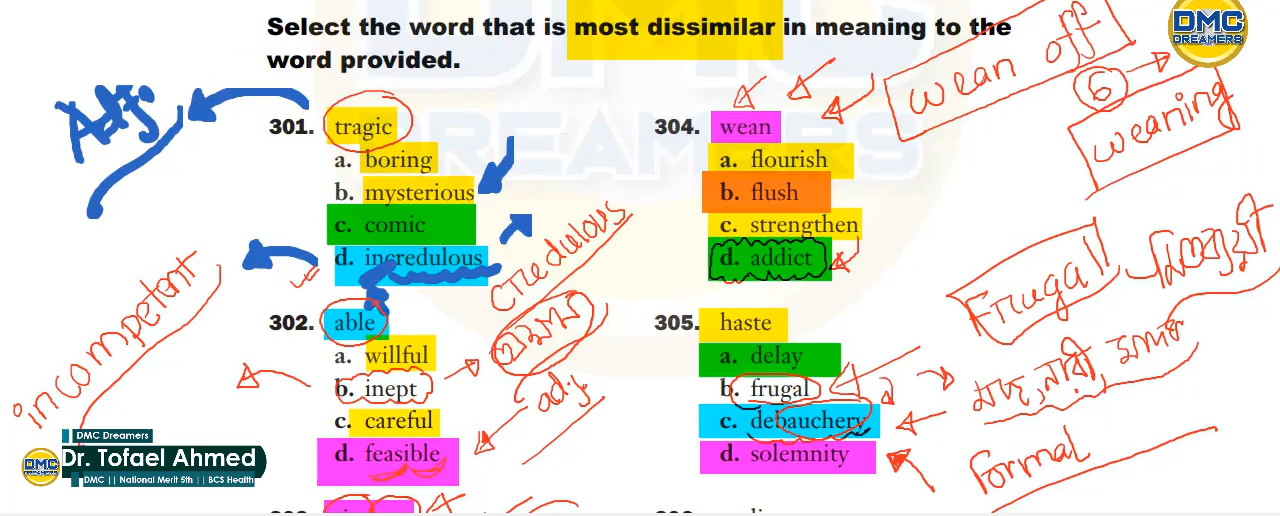 Select the word that is most dissimilar in meaning to the
word provided.
DMC
DREAMERS
Adj
301. tragic
a. boring
b. mysterious
c. comic
d. incredulous
credulous
incompetent
302. able
a. willful
b. inept
c. careful
d. feasible
adj
wean off
6
weaning
304. wean
a. flourish
b. flush
c. strengthen
d. addict
Frugal
305. haste
a. delay
b. frugal
c. debauchery
d. solemnity
formal
DMC Dreamers
DMC
Dr. Tofael Ahmed
DMC || National Merit 5th || BCS Health